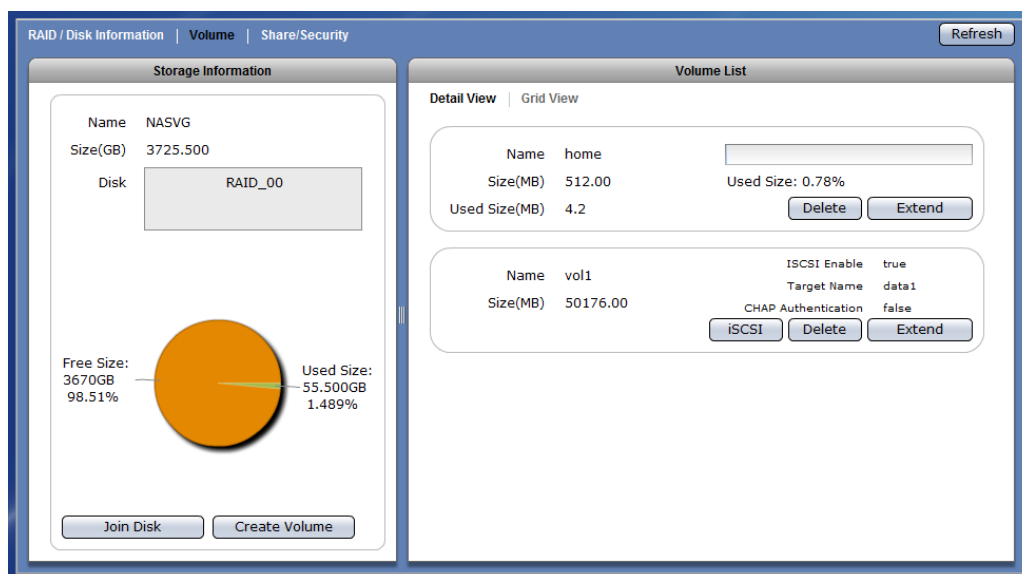 RAID / Disk Information | Volume | Share/Security
Refresh
Storage Information
Name NASVG
Size(GB) 3725.500
Disk RAID_00
Free Size:
3670GB
98.51%
Used Size:
55.500GB
1.489%
Join Disk Create Volume
Volume List
Detail View | Grid View
Name home
Size(MB) 512.00 Used Size: 0.78%
Used Size(MB) 4.2 Delete Extend
Name vol1
Size(MB) 50176.00
ISCSI Enable true
Target Name data1
CHAP Authentication false
iSCSI Delete Extend